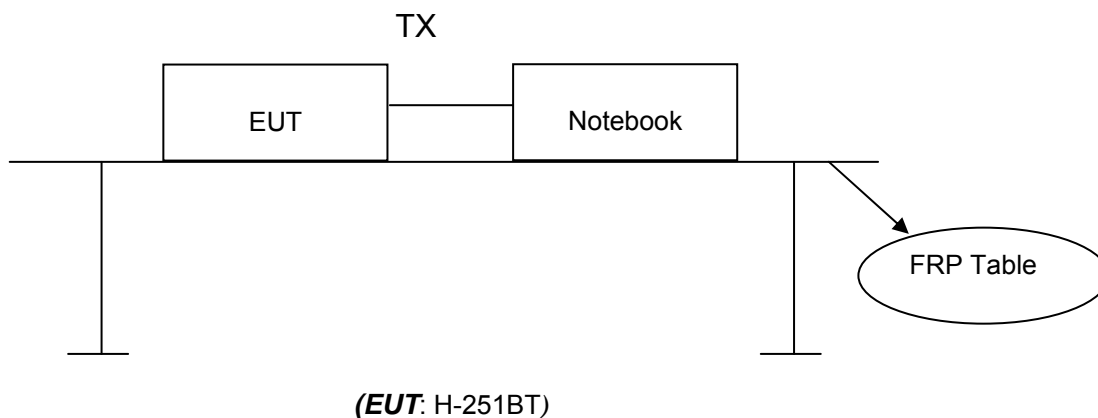 TX
EUT
Notebook
FRP Table
(EUT: H-251BT)